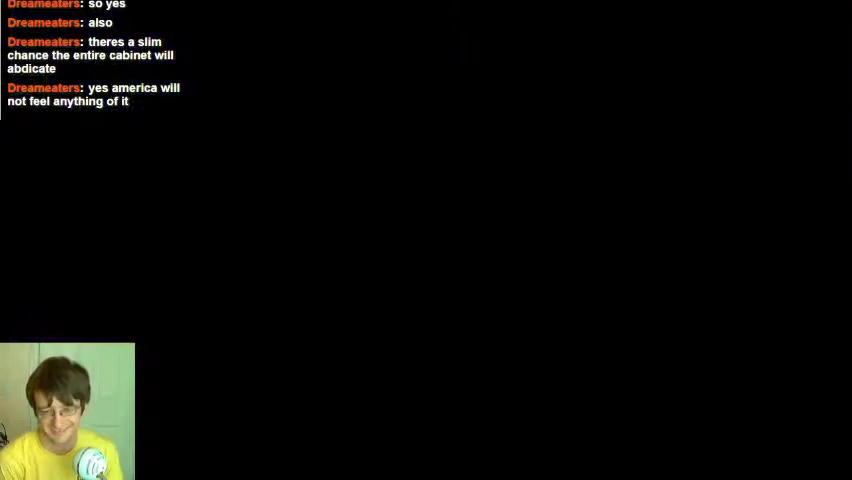 Dreameaters: so yes
Dreameaters: also
Dreameaters: theres a slim
chance the entire cabinet will
abdicate
Dreameaters: yes america will
not feel anything of it